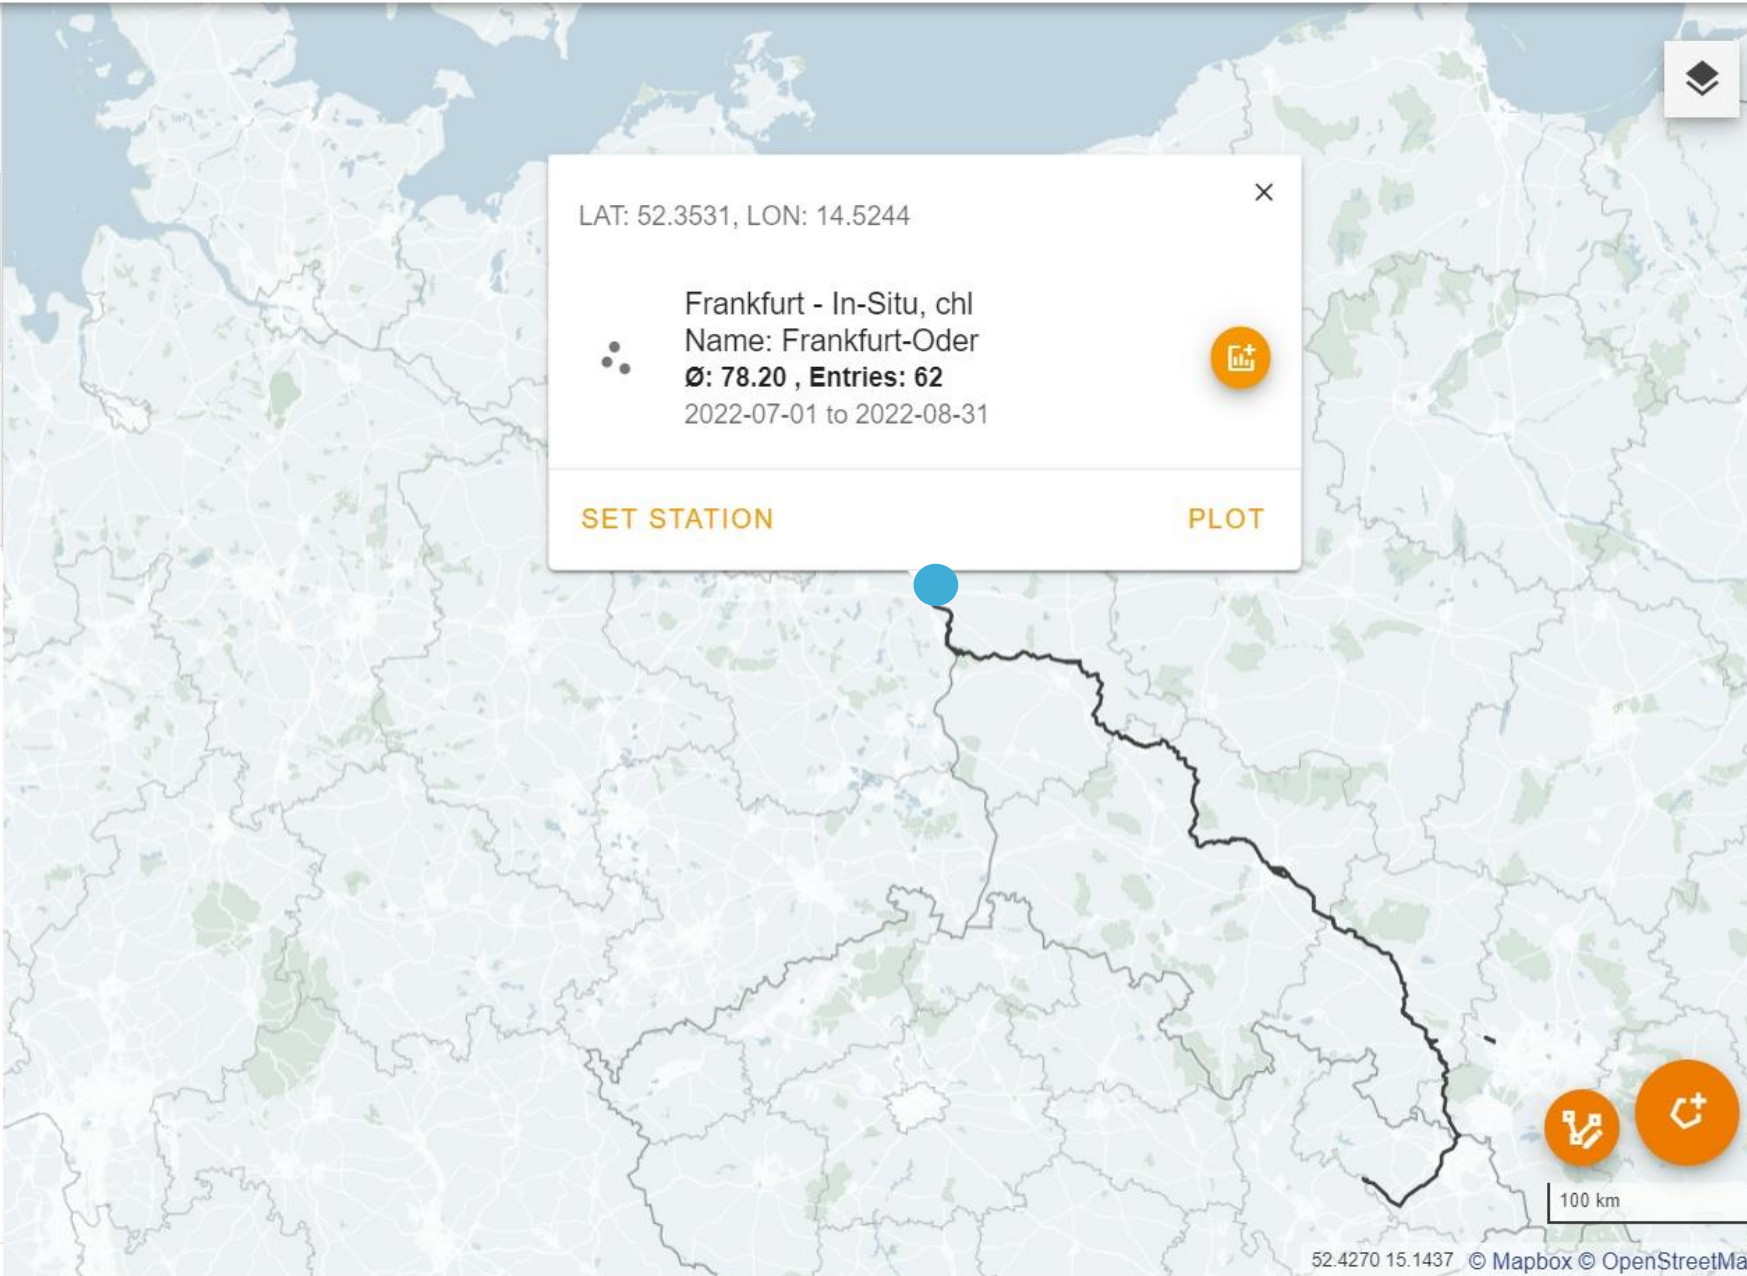 LAT: 52.3531, LON: 14.5244
Frankfurt - In-Situ, chl
Name: Frankfurt-Oder
Ø: 78.20 , Entries: 62
2022-07-01 to 2022-08-31
SET STATION
PLOT
100 km
52.4270 15.1437 © Mapbox © OpenStreetMa